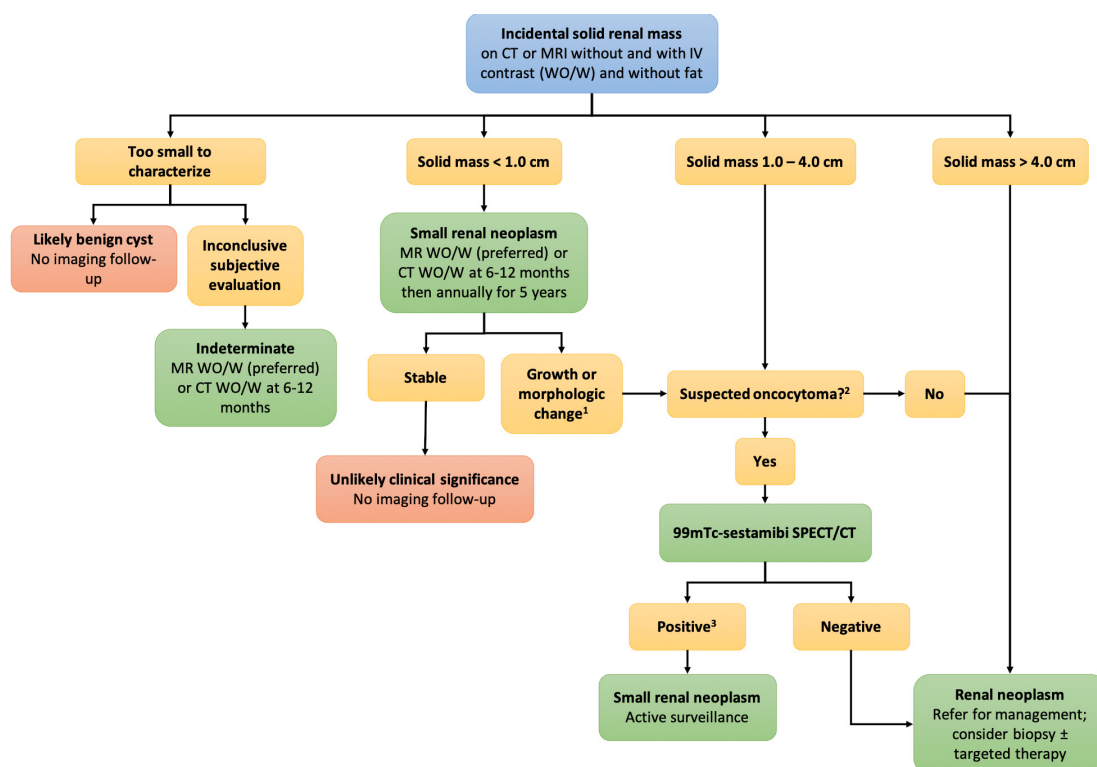 Incidental solid renal mass
on CT or MRI without and with IV
contrast (WO/W) and without fat
Too small to
characterize
Solid mass < 1.0 cm
Solid mass 1.0 – 4.0 cm
Solid mass > 4.0 cm
Likely benign cyst
No imaging follow-
up
Inconclusive
subjective
evaluation
Small renal neoplasm
MR WO/W (preferred) or
CT WO/W at 6-12 months
then annually for 5 years
Indeterminate
MR WO/W (preferred)
or CT WO/W at 6-12
months
Stable
Growth or
morphologic
change¹
Suspected oncocytoma?²
No
Yes
Unlikely clinical significance
No imaging follow-up
99mTc-sestamibi SPECT/CT
Positive³
Negative
Small renal neoplasm
Active surveillance
Renal neoplasm
Refer for management;
consider biopsy ±
targeted therapy